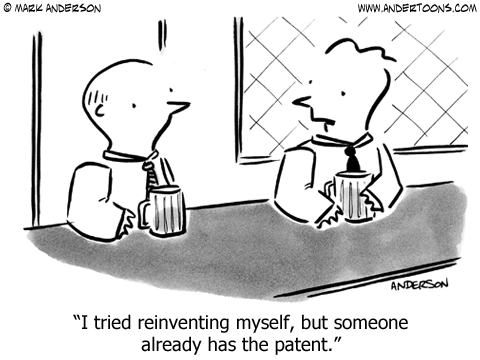 © MARK ANDERSON
WWW.ANDERTOONS.COM
ANDERSON
“I tried reinventing myself, but someone
already has the patent.”